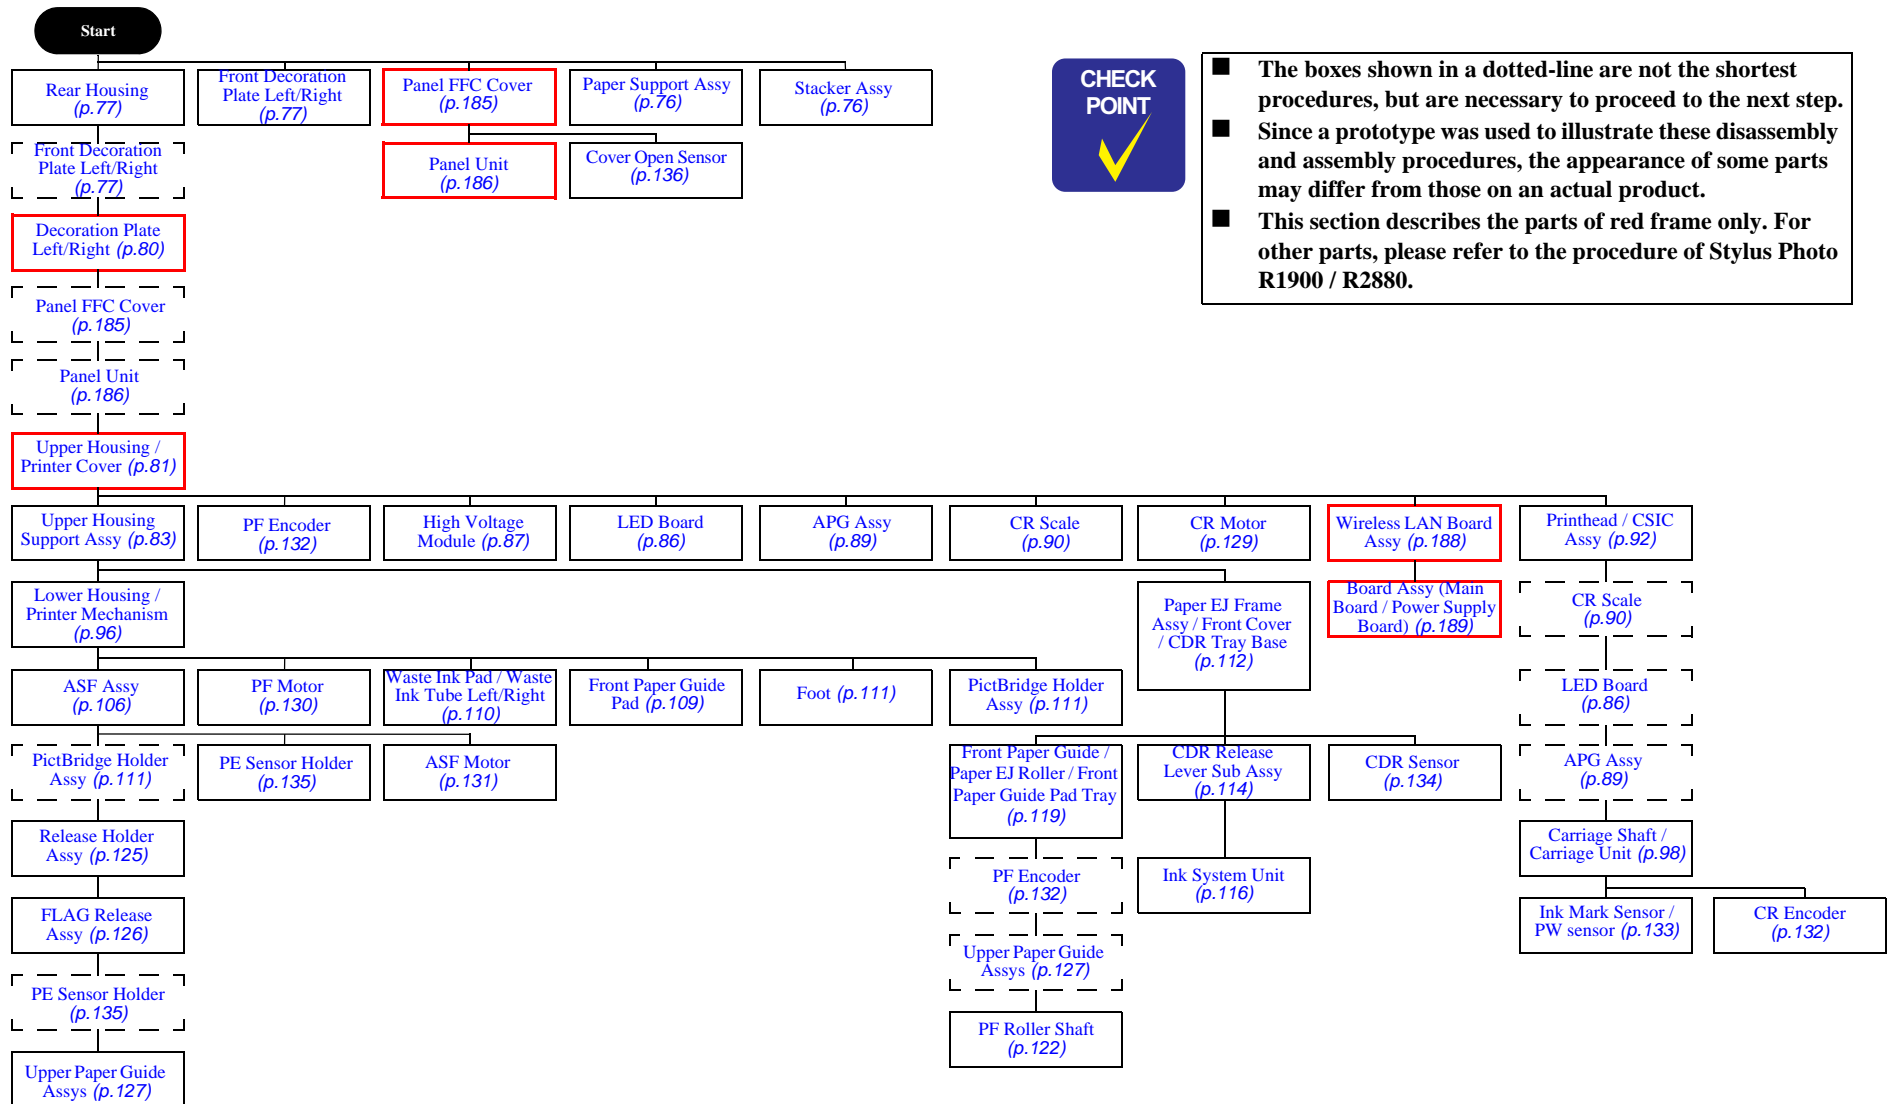 Start
Rear Housing
(p.77)
Front Decoration
Plate Left/Right
(p.77)
Panel FFC Cover
(p.185)
Paper Support Assy
(p.76)
Stacker Assy
(p.76)
CHECK
POINT
■ The boxes shown in a dotted-line are not the shortest
procedures, but are necessary to proceed to the next step.
■ Since a prototype was used to illustrate these disassembly
and assembly procedures, the appearance of some parts
may differ from those on an actual product.
■ This section describes the parts of red frame only. For
other parts, please refer to the procedure of Stylus Photo
R1900 / R2880.
Front Decoration
Plate Left/Right
(p.77)
Panel Unit
(p.186)
Cover Open Sensor
(p.136)
Decoration Plate
Left/Right (p.80)
Panel FFC Cover
(p.185)
Panel Unit
(p.186)
Upper Housing /
Printer Cover (p.81)
Upper Housing
Support Assy (p.83)
PF Encoder
(p.132)
High Voltage
Module (p.87)
LED Board
(p.86)
APG Assy
(p.89)
CR Scale
(p.90)
CR Motor
(p.129)
Wireless LAN Board
Assy (p.188)
Printhead / CSIC
Assy (p.92)
Lower Housing /
Printer Mechanism
(p.96)
Paper EJ Frame
Assy / Front Cover
/ CDR Tray Base
(p.112)
Board Assy (Main
Board / Power Supply
Board) (p.189)
CR Scale
(p.90)
ASF Assy
(p.106)
PF Motor
(p.130)
Waste Ink Pad / Waste
Ink Tube Left/Right
(p.110)
Front Paper Guide
Pad (p.109)
Foot (p.111)
PictBridge Holder
Assy (p.111)
LED Board
(p.86)
PictBridge Holder
Assy (p.111)
PE Sensor Holder
(p.135)
ASF Motor
(p.131)
Front Paper Guide /
Paper EJ Roller / Front
Paper Guide Pad Tray
(p.119)
CDR Release
Lever Sub Assy
(p.114)
CDR Sensor
(p.134)
APG Assy
(p.89)
Release Holder
Assy (p.125)
Carriage Shaft /
Carriage Unit (p.98)
PF Encoder
(p.132)
Ink System Unit
(p.116)
FLAG Release
Assy (p.126)
Ink Mark Sensor /
PW sensor (p.133)
CR Encoder
(p.132)
Upper Paper Guide
Assys (p.127)
PE Sensor Holder
(p.135)
PF Roller Shaft
(p.122)
Upper Paper Guide
Assys (p.127)